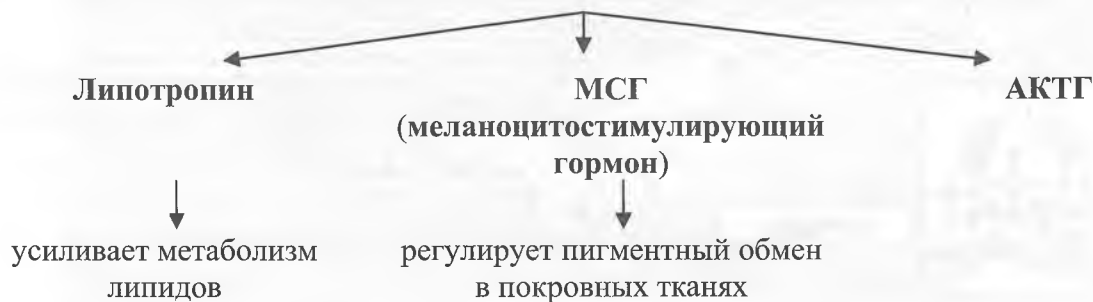 Липотропин МСГ АКТГ
(меланоцитостимулирующий
гормон)
усиливает метаболизм регулирует пигментный обмен
липидов в покровных тканях